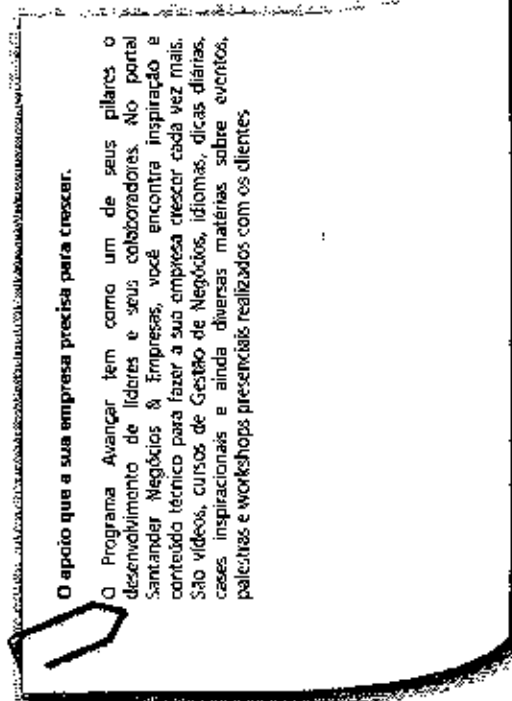 O apoio que a sua empresa precisa para crescer.
O Programa Avançar tem como um de seus pilares o
desenvolvimento de líderes e seus colaboradores. No portal
Santander Negócios & Empresas, você encontra inspiração e
conteúdo técnico para fazer a sua empresa crescer cada vez mais.
São vídeos, cursos de Gestão de Negócios, idiomas, dicas diárias,
cases inspiracionais e ainda diversas matérias sobre eventos,
palestras e workshops presenciais realizados com os clientes